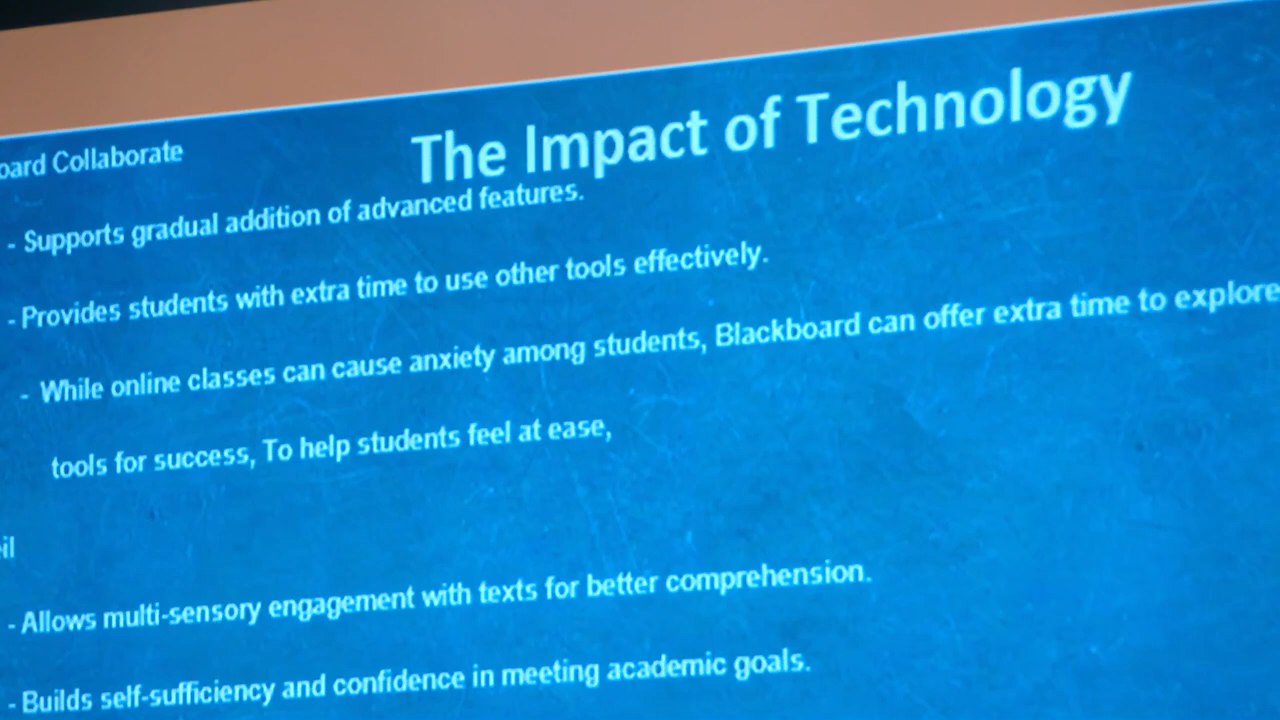 The Impact of Technology
oard Collaborate
- Supports gradual addition of advanced features.
- Provides students with extra time to use other tools effectively.
- While online classes can cause anxiety among students, Blackboard can offer extra time to explore
tools for success, To help students feel at ease,
il
- Allows multi-sensory engagement with texts for better comprehension.
- Builds self-sufficiency and confidence in meeting academic goals.